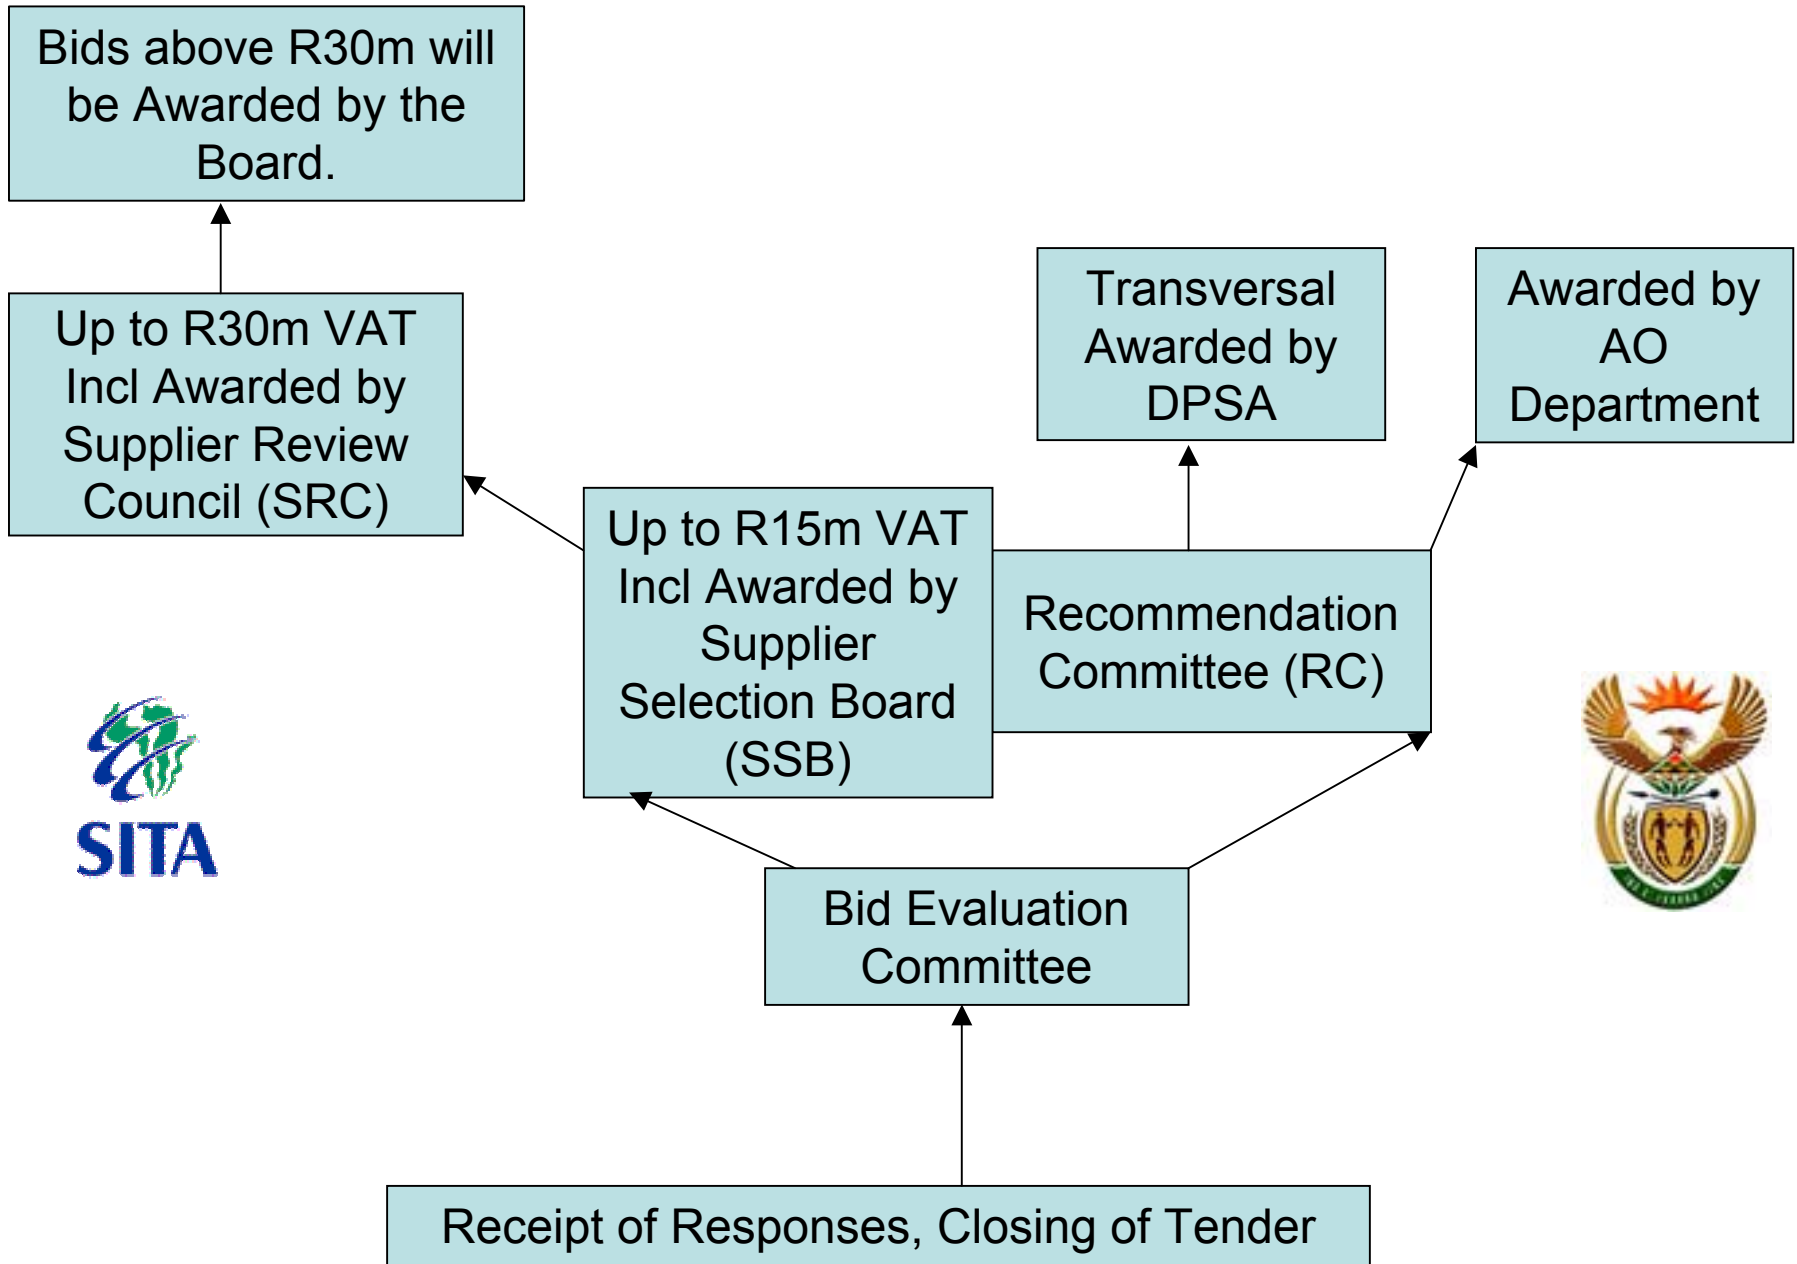 Bids above R30m will
be Awarded by the
Board.
Up to R30m VAT
Incl Awarded by
Supplier Review
Council (SRC)
Transversal
Awarded by
DPSA
Awarded by
AO
Department
Up to R15m VAT
Incl Awarded by
Supplier
Selection Board
(SSB)
Recommendation
Committee (RC)
SITA
Bid Evaluation
Committee
Receipt of Responses, Closing of Tender